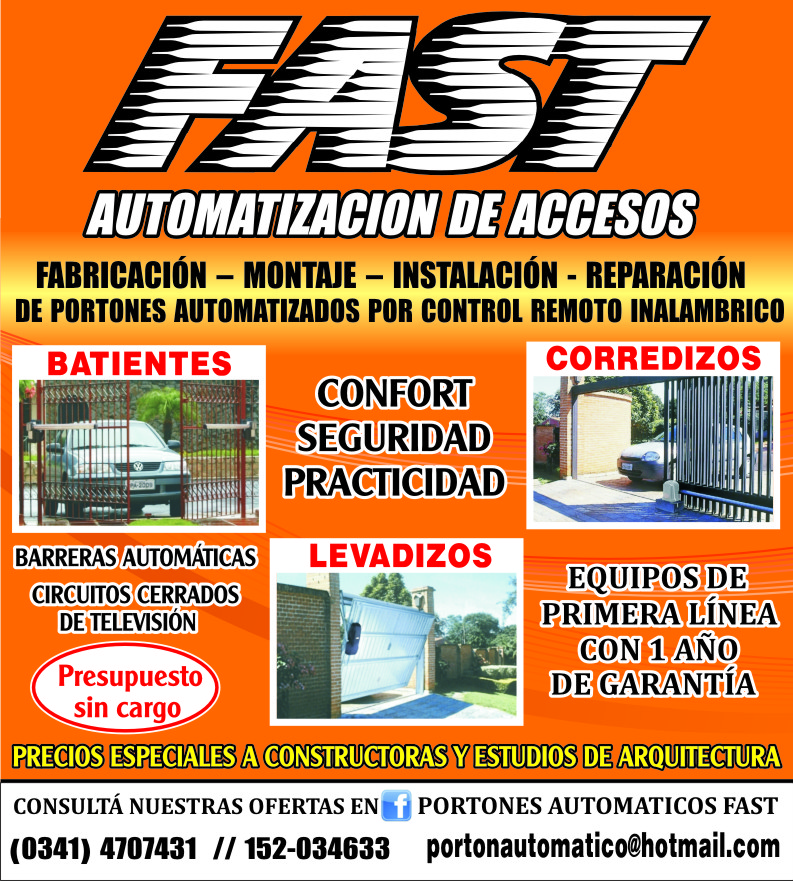 FAST
AUTOMATIZACION DE ACCESOS
FABRICACIÓN – MONTAJE – INSTALACIÓN - REPARACIÓN
DE PORTONES AUTOMATIZADOS POR CONTROL REMOTO INALAMBRICO
BATIENTES
CONFORT
SEGURIDAD
PRACTICIDAD
CORREDIZOS
BARRERAS AUTOMÁTICAS
CIRCUITOS CERRADOS
DE TELEVISIÓN
Presupuesto
sin cargo
LEVADIZOS
EQUIPOS DE
PRIMERA LÍNEA
CON 1 AÑO
DE GARANTÍA
PRECIOS ESPECIALES A CONSTRUCTORAS Y ESTUDIOS DE ARQUITECTURA
CONSULTÁ NUESTRAS OFERTAS EN f PORTONES AUTOMATICOS FAST
(0341) 4707431 // 152-034633 portonautomatico@hotmail.com